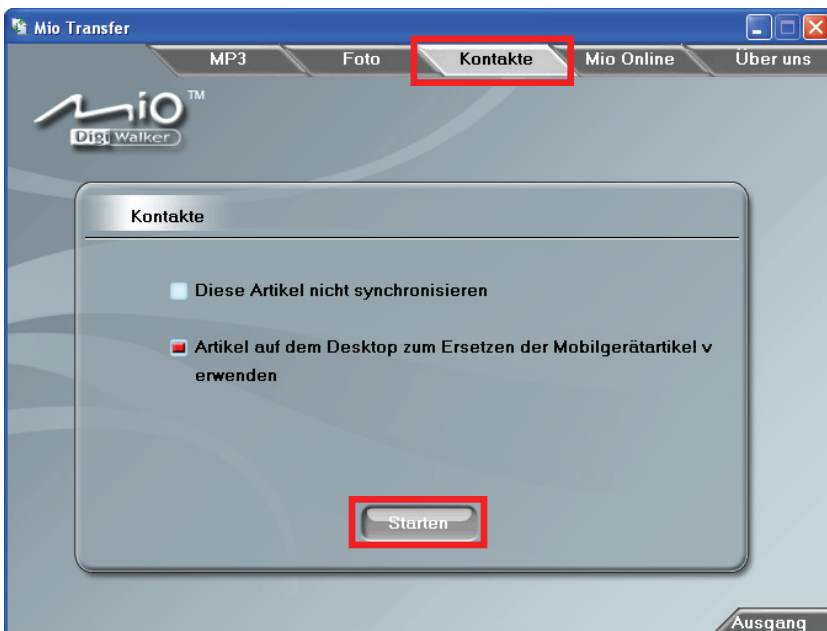 Mio Transfer
MP3 Foto Kontakte Mio Online Über uns
mio TM
Digi Walker
Kontakte
Diese Artikel nicht synchronisieren
Artikel auf dem Desktop zum Ersetzen der Mobilgerätartikel v
erwenden
Starten
Ausgang